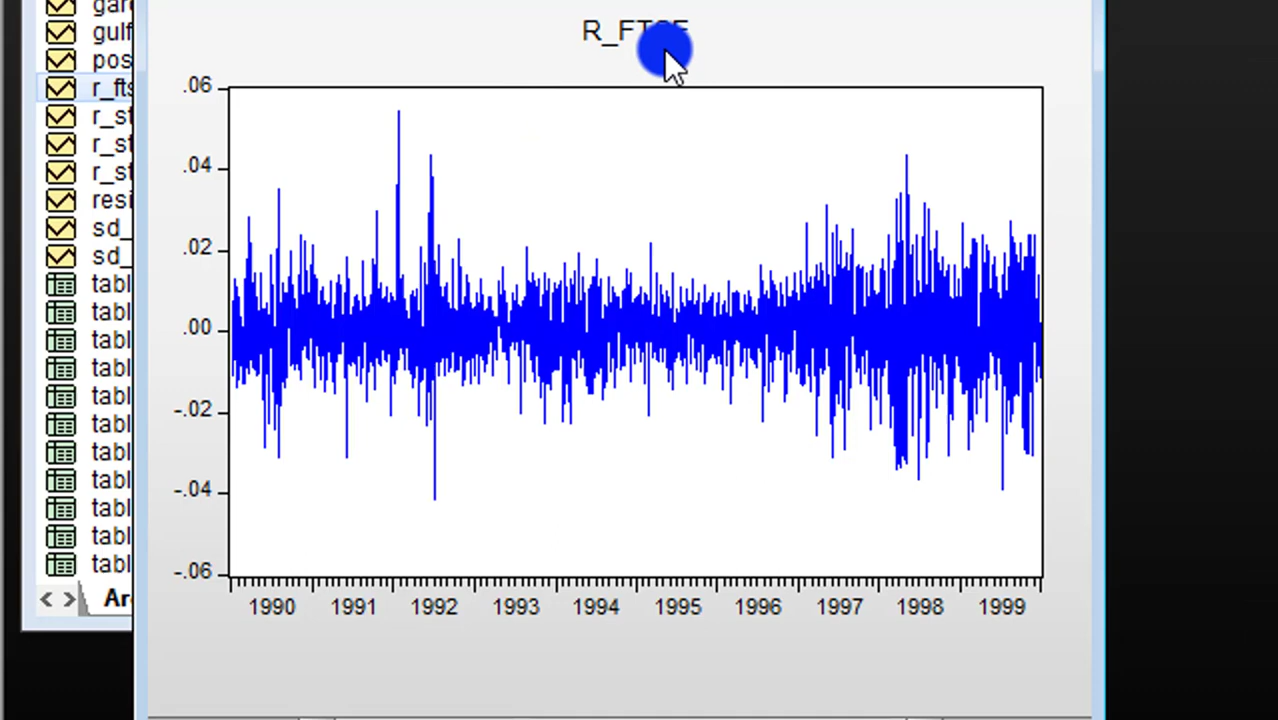 gar
gulf
pos
r_fts
r_st
r_st
r_st
resi
sd_
sd_
tabl
tabl
tabl
tabl
tabl
tabl
tabl
tabl
tabl
tabl
tabl
Ar
R_FTSE
.06
.04
.02
.00
-.02
-.04
-.06
1990 1991 1992 1993 1994 1995 1996 1997 1998 1999